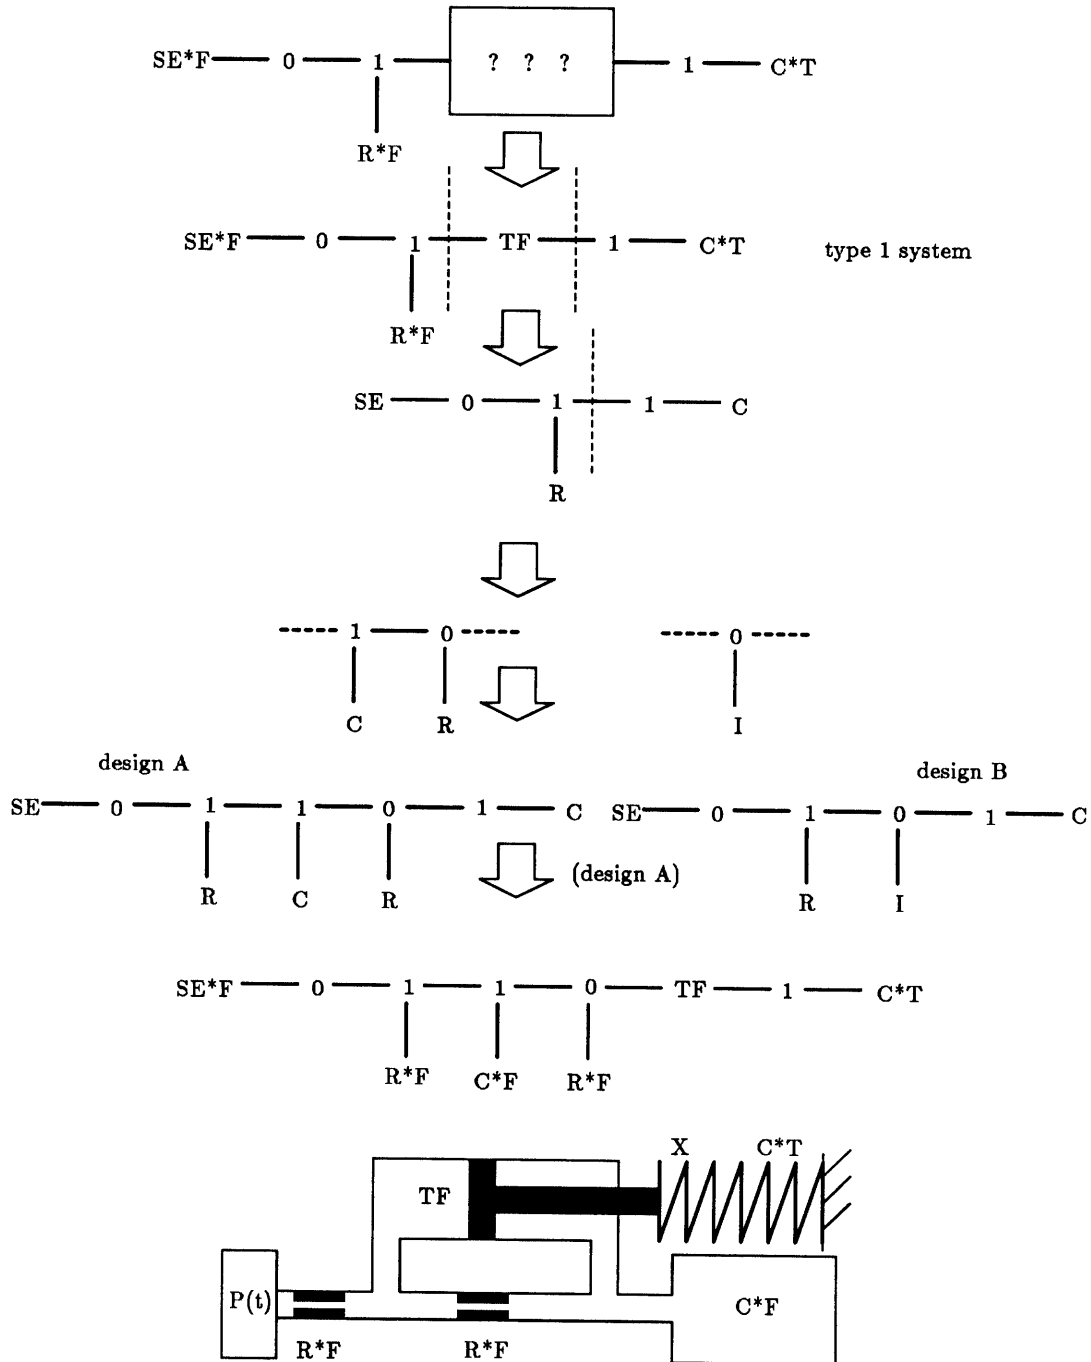 SE*F 0 1 ? ? ? 1 C*T
R*F
SE*F 0 1 TF 1 C*T type 1 system
R*F
SE 0 1 1 C
R
1 0 0
C R I
design A design B
SE 0 1 1 0 1 C SE 0 1 0 1 C
(design A)
R C R R I
SE*F 0 1 1 0 TF 1 C*T
R*F C*F R*F
X C*T
TF
P(t) C*F
R*F R*F